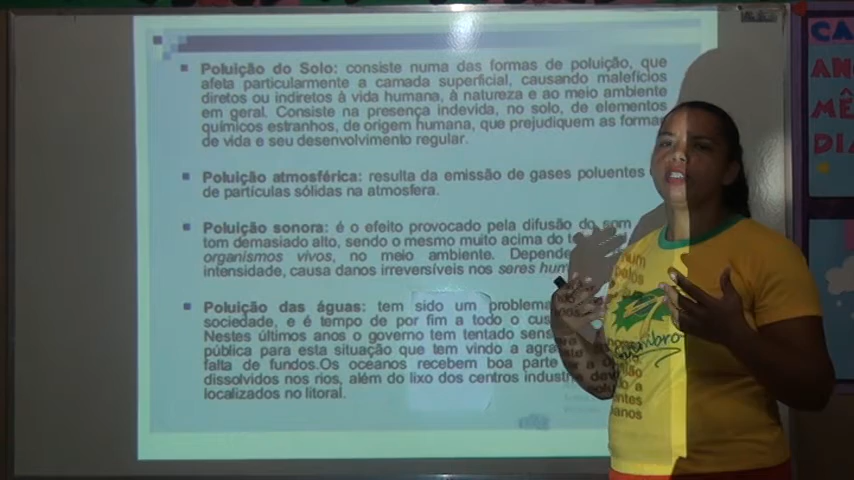 Poluição do Solo: consiste numa das formas de poluição, que
afeta particularmente a camada superficial, causando malefícios
diretos ou indiretos à vida humana, à natureza e ao meio ambiente
em geral. Consiste na presença indevida, no solo, de elementos
químicos estranhos, de origem humana, que prejudiquem as formas
de vida e seu desenvolvimento regular.
Poluição atmosférica: resulta da emissão de gases poluentes
de partículas sólidas na atmosfera.
Poluição sonora: é o efeito provocado pela difusão do som
tom demasiado alto, sendo o mesmo muito acima do
organismos vivos, no meio ambiente.
intensidade, causa danos irreversíveis nos seres
Poluição das águas: tem sido um problema
sociedade, e é tempo de por fim a todo o
Nestes últimos anos o governo tem tentado
pública para esta situação que tem vindo a
falta de fundos.Os oceanos recebem boa parte
dissolvidos nos rios, além do lixo dos centros
localizados no litoral.